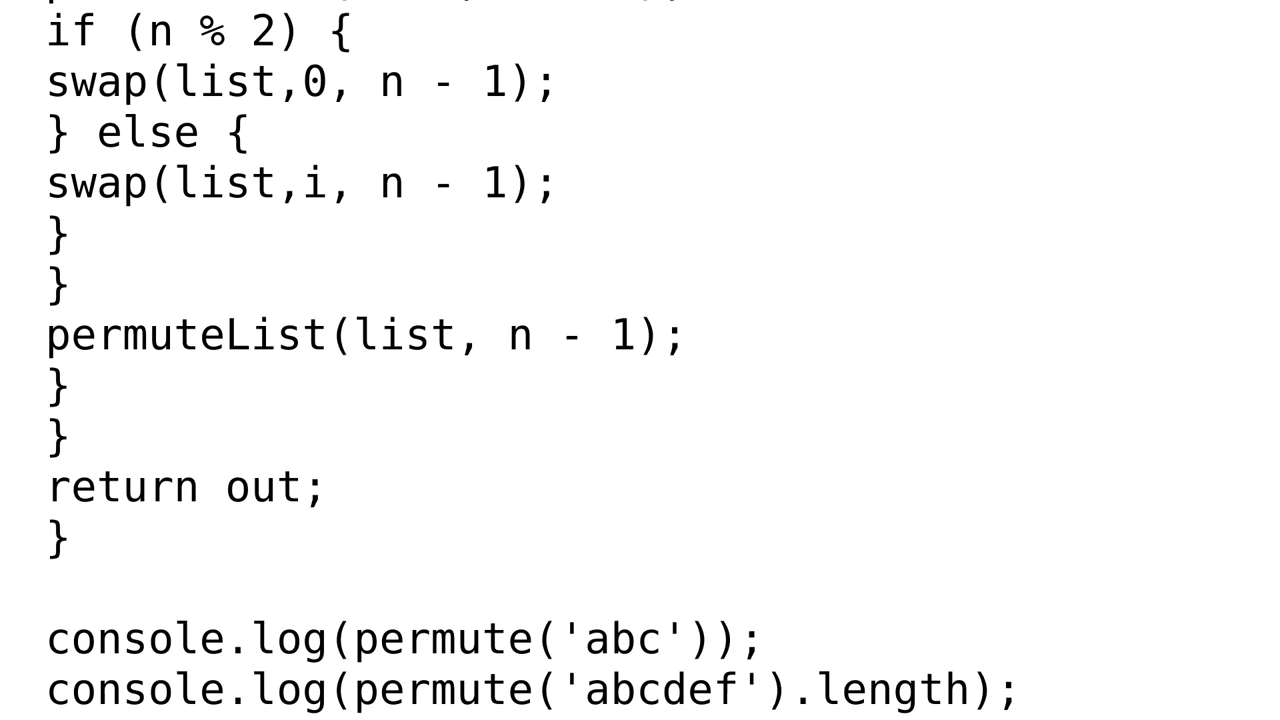 if (n % 2) {
swap(list,0, n - 1);
} else {
swap(list,i, n - 1);
}
}
permuteList(list, n - 1);
}
}
return out;
}

console.log(permute('abc'));
console.log(permute('abcdef').length);